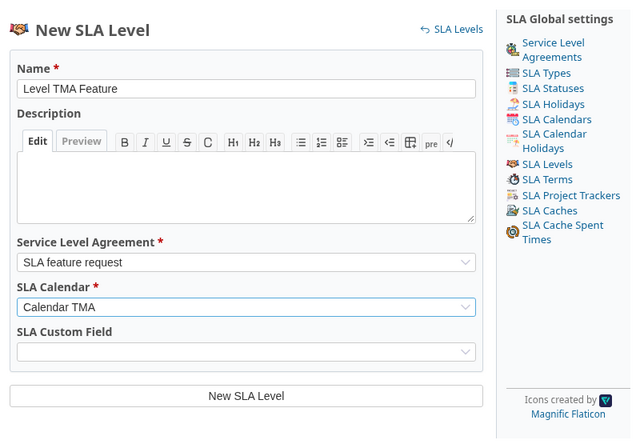 New SLA Level
SLA Levels
Name *
Level TMA Feature
Description
Edit Preview B I U S C H1 H2 H3 pre
Service Level Agreement *
SLA feature request
SLA Calendar *
Calendar TMA
SLA Custom Field
New SLA Level
SLA Global settings
Service Level
Agreements
SLA Types
SLA Statuses
SLA Holidays
SLA Calendars
SLA Calendar
Holidays
SLA Levels
SLA Terms
SLA Project Trackers
SLA Caches
SLA Cache Spent
Times
Icons created by
Magnific Flaticon